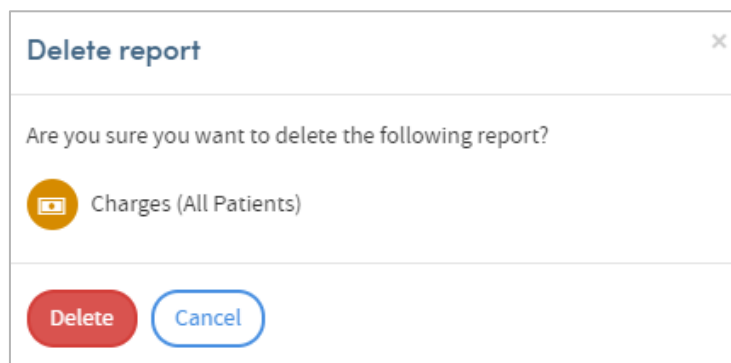 Delete report
×
Are you sure you want to delete the following report?
Charges (All Patients)
Delete
Cancel